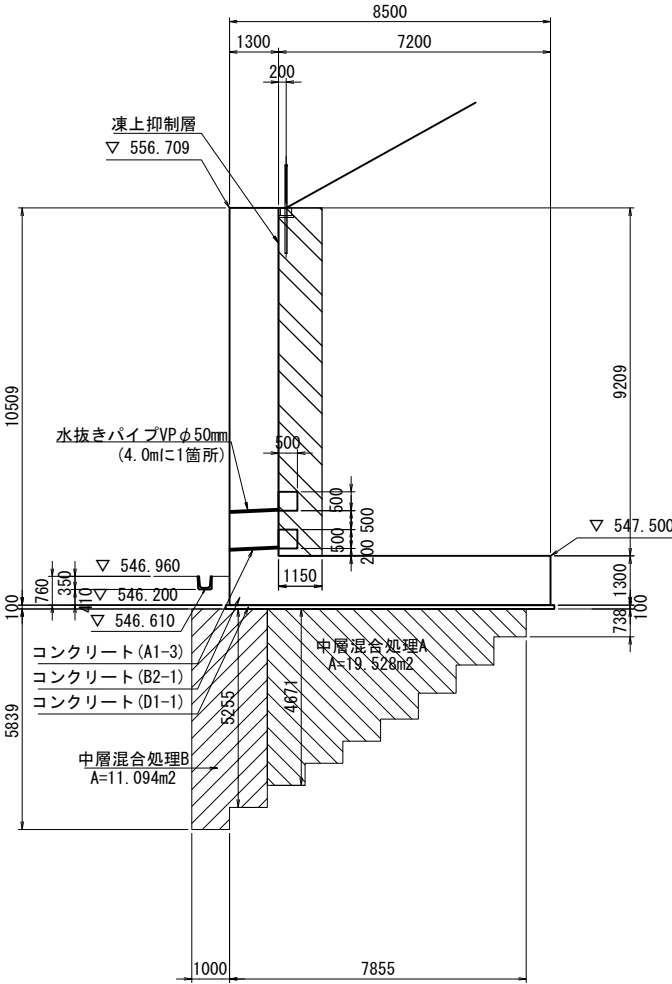 8500
1300
7200
200
凍上抑制層
▽ 556.709
10509
9209
水抜きパイプVPφ50mm
(4.0mに1箇所)
500
500
500
500
200
▽ 547.500
▽ 546.960
1150
1300
760
350
410
▽ 546.200
100
100
▽ 546.610
738
コンクリート(A1-3)
中層混合処理A
A=19.528m2
コンクリート(B2-1)
コンクリート(D1-1)
5255
4671
5839
中層混合処理B
A=11.094m2
1000
7855